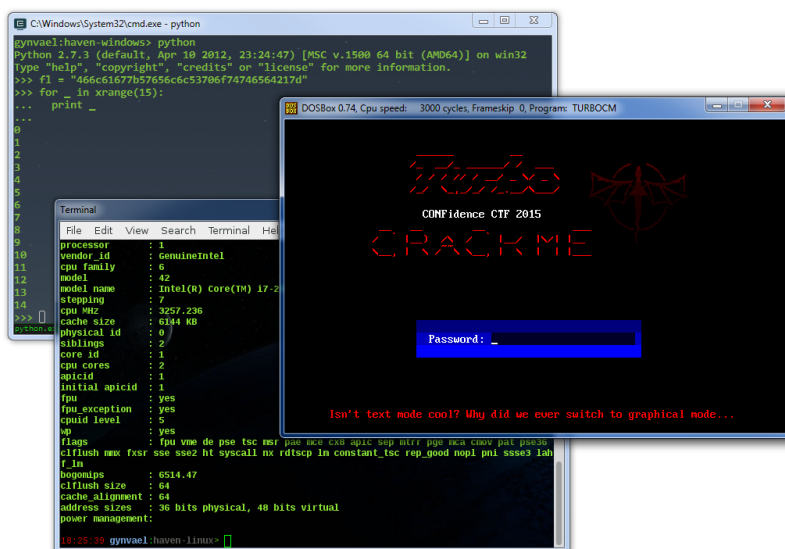 C:\Windows\System32\cmd.exe - python
gynvael:haven-windows> python
Python 2.7.3 (default, Apr 10 2012, 23:24:47) [MSC v.1500 64 bit (AMD64)] on win32
Type "help", "copyright", "credits" or "license" for more information.
>>> fl = "466c61677b57656c6c53706f74746564217d"
>>> for _ in xrange(15):
...   print _
...
0
1
2
3
4
5
6
7
8
9
10
11
12
13
14
>>>
DOSBox 0.74, Cpu speed: 3000 cycles, Frameskip 0, Program: TURBOCM
Turbo
CONFidence CTF 2015
CRACKME
Password: _
Isn't text mode cool? Why did we ever switch to graphical mode...
Terminal
File Edit View Search Terminal
processor : 1
vendor_id : GenuineIntel
cpu family : 6
model : 42
model name : Intel(R) Core(TM)
stepping : 7
cpu MHz : 3257.236
cache size : 6144 KB
physical id : 0
siblings : 2
core id : 1
cpu cores : 2
apicid : 1
initial apicid : 1
fpu : yes
fpu_exception : yes
cpuid level : 5
wp : yes
flags : fpu vme de pse tsc msr pae mce cx8 apic sep mtrr pge mca cmov pat pse36
clflush mmx fxsr sse sse2 ht syscall nx rdtscp lm constant_tsc rep_good nopl pni ssse3 lah
f_lm
bogomips : 6514.47
clflush size : 64
cache_alignment : 64
address sizes : 36 bits physical, 48 bits virtual
power management:
18:25:39 gynvael:haven-linux>